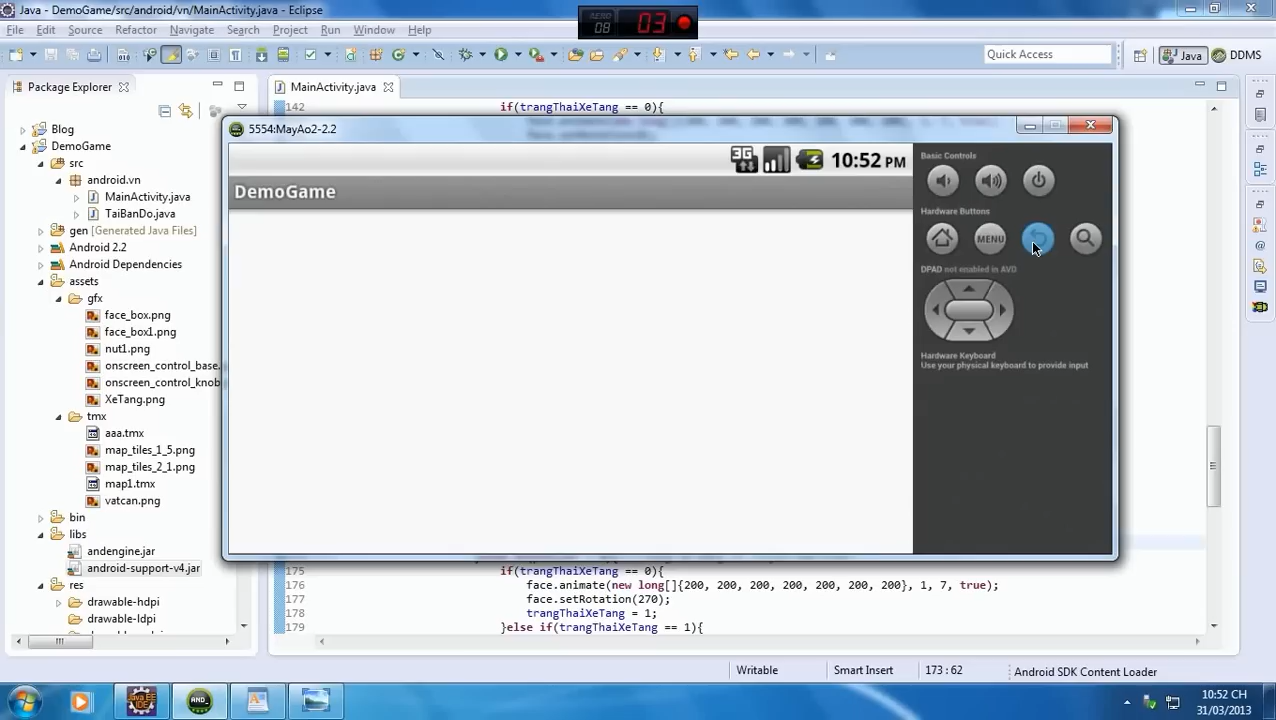 Java - DemoGame/src/android/vn/MainActivity.java - Eclipse
08 03
File Edit Source Refactor Search Project Help
Quick Access Java DDMS
Package Explorer
MainActivity.java
142 if(trangThaiXeTang == 0){
Blog
DemoGame
src
android.vn
MainActivity.java
TaiBanDo.java
gen [Generated Java Files]
Android 2.2
Android Dependencies
assets
gfx
face_box.png
face_box1.png
nut1.png
onscreen_control_base.
onscreen_control_knob
XeTang.png
tmx
aaa.tmx
map_tiles_1_5.png
map_tiles_2_1.png
map1.tmx
vatcan.png
bin
libs
andengine.jar
android-support-v4.jar
res
drawable-hdpi
drawable-ldpi
5554:MayAo2-2.2
3G 10:52 PM
DemoGame
Basic Controls
Hardware Buttons
MENU
DPAD not enabled in AVD
Hardware Keyboard
Use your physical keyboard to provide input
175 if(trangThaiXeTang == 0){
176 face.animate(new long[]{200, 200, 200, 200, 200, 200, 200}, 1, 7, true);
177 face.setRotation(270);
178 trangThaiXeTang = 1;
179 }else if(trangThaiXeTang == 1){
Writable Smart Insert 173 : 62 Android SDK Content Loader
10:52 CH
31/03/2013